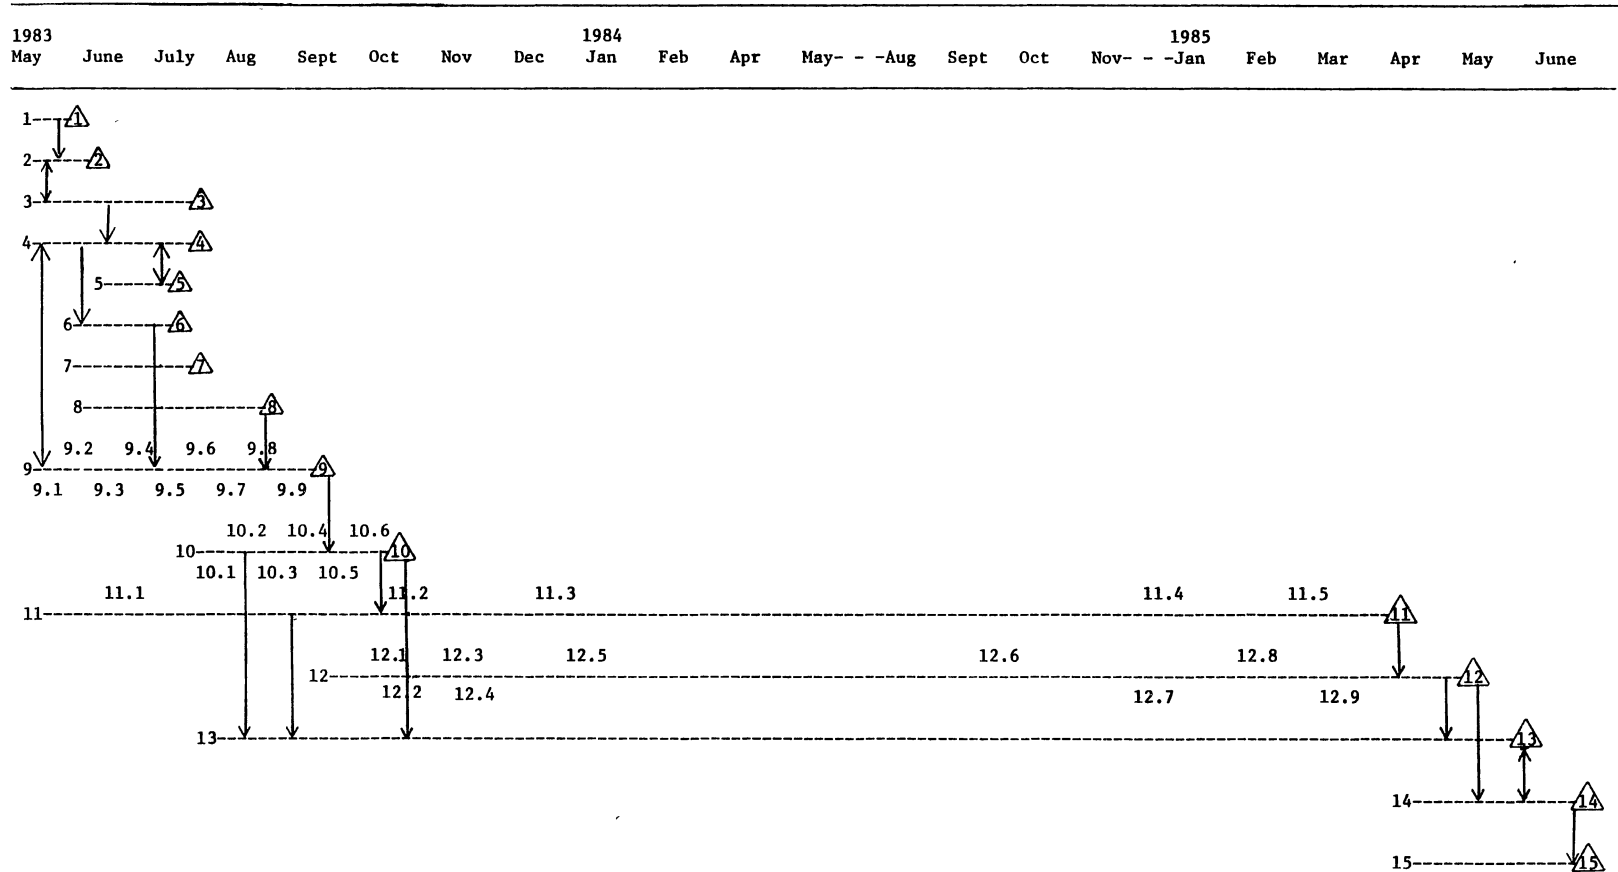 1983 1984 1985
May June July Aug Sept Oct Nov Dec Jan Feb Apr May- - -Aug Sept Oct Nov- - -Jan Feb Mar Apr May June
1 1
2 2
3 3
4 4
5 5
6 6
7 7
8 8
9.2 9.4 9.6 9.8
9 9
9.1 9.3 9.5 9.7 9.9
10.2 10.4 10.6
10 10
10.1 10.3 10.5
11.1 11.2 11.3 11.4 11.5
11 11
12.1 12.3 12.5 12.6 12.8
12 12
12.2 12.4 12.7 12.9
13 13
14 14
15 15